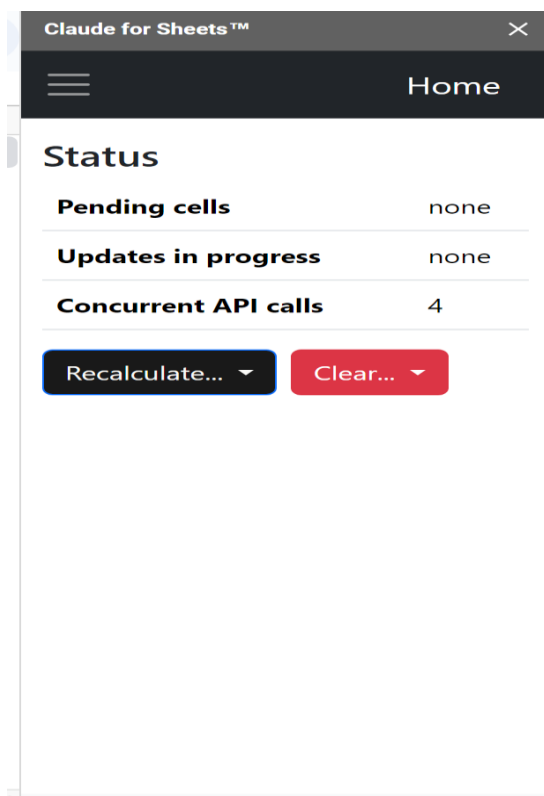 Claude for Sheets™
Home
Status
Pending cells none
Updates in progress none
Concurrent API calls 4
Recalculate... Clear...